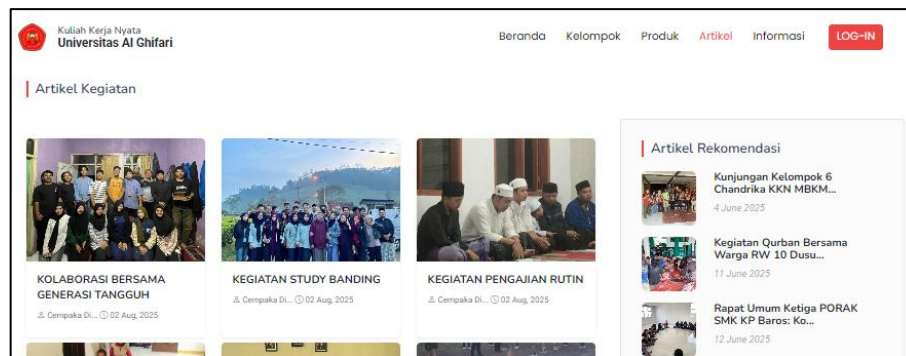 Kuliah Kerja Nyata
Universitas Al Ghifari
Beranda Kelompok Produk Artikel Informasi LOG-IN
Artikel Kegiatan
KOLABORASI BERSAMA
GENERASI TANGGUH
Cempaka Di... 02 Aug, 2025
KEGIATAN STUDY BANDING
Cempaka Di... 02 Aug, 2025
KEGIATAN PENGAJIAN RUTIN
Cempaka Di... 02 Aug, 2025
Artikel Rekomendasi
Kunjungan Kelompok 6
Chandrika KKN MBKM...
4 June 2025
Kegiatan Qurban Bersama
Warga RW 10 Dusu...
11 June 2025
Rapat Umum Ketiga PORAK
SMK KP Baros: Ko...
12 June 2025